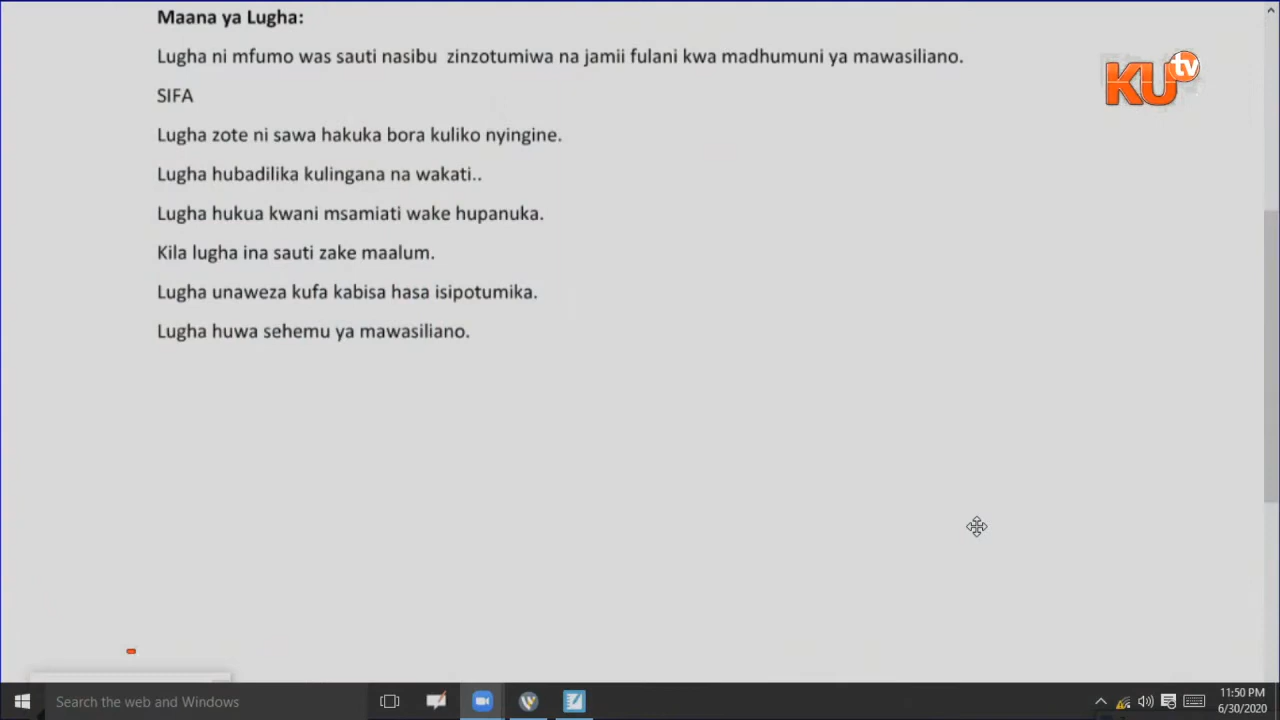 Maana ya Lugha:
Lugha ni mfumo was sauti nasibu zinzotumiwa na jamii fulani kwa madhumuni ya mawasiliano.
KU tv
SIFA
Lugha zote ni sawa hakuka bora kuliko nyingine.
Lugha hubadilika kulingana na wakati..
Lugha hukua kwani msamiati wake hupanuka.
Kila lugha ina sauti zake maalum.
Lugha unaweza kufa kabisa hasa isipotumika.
Lugha huwa sehemu ya mawasiliano.
Search the web and Windows
11:50 PM
6/30/2020